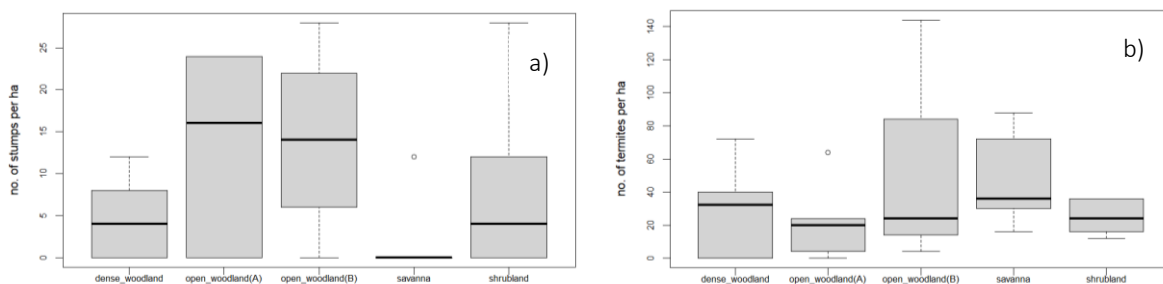 a)
no. of stumps per ha
25
20
15
10
5
0
dense_woodland open_woodland(A) open_woodland(B) savanna shrubland
b)
no. of termites per ha
140
120
100
80
60
40
20
0
dense_woodland open_woodland(A) open_woodland(B) savanna shrubland